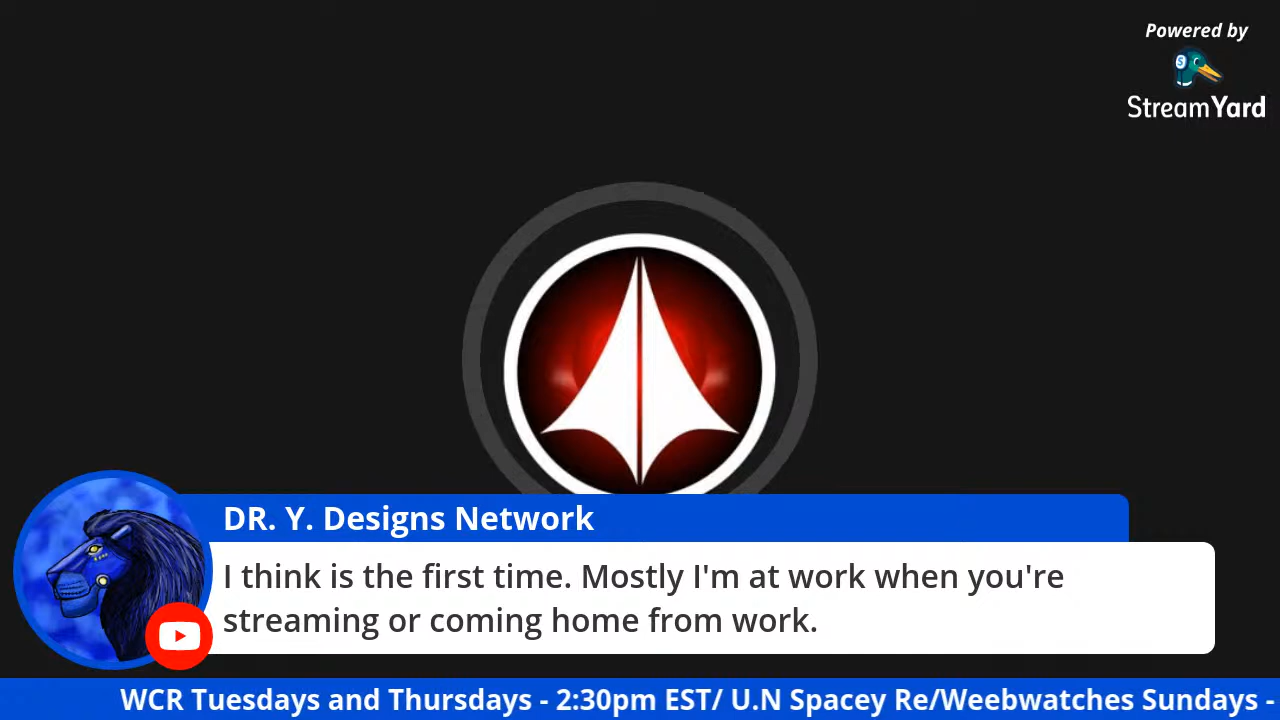 Powered by
StreamYard
DR. Y. Designs Network
I think is the first time. Mostly I'm at work when you're
streaming or coming home from work.
WCR Tuesdays and Thursdays - 2:30pm EST/ U.N Spacey Re/Weebwatches Sundays -